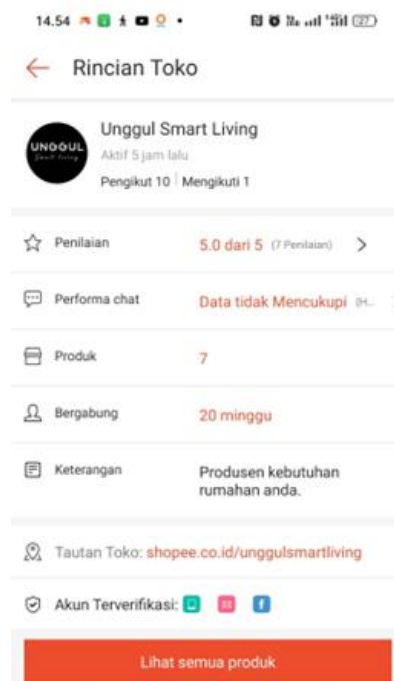 14.54
Rincian Toko
UNGGUL
Smart living
Unggul Smart Living
Aktif 5 jam lalu
Pengikut 10 | Mengikuti 1
Penilaian 5.0 dari 5 (7 Penilaian)
Performa chat Data tidak Mencukupi (H...
Produk 7
Bergabung 20 minggu
Keterangan Produsen kebutuhan
rumahan anda.
Tautan Toko: shopee.co.id/unggulsmartliving
Akun Terverifikasi:
Lihat semua produk